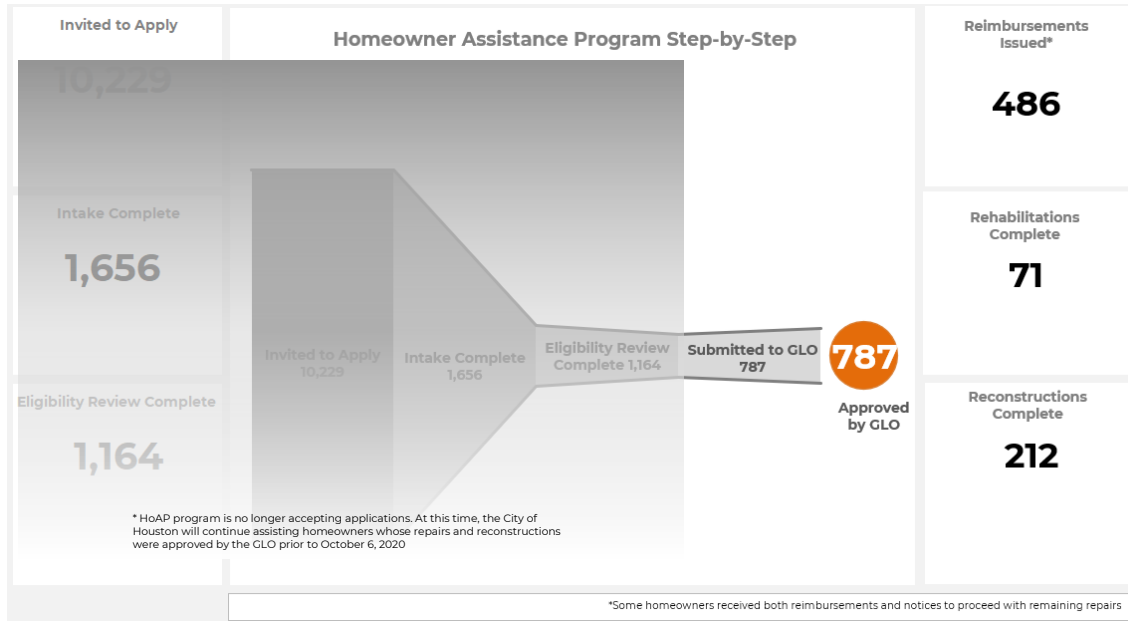 Invited to Apply
10,229
Intake Complete
1,656
Eligibility Review Complete
1,164
Homeowner Assistance Program Step-by-Step
Invited to Apply
10,229
Intake Complete
1,656
Eligibility Review
Complete 1,164
Submitted to GLO
787
787
Approved
by GLO
* HoAP program is no longer accepting applications. At this time, the City of
Houston will continue assisting homeowners whose repairs and reconstructions
were approved by the GLO prior to October 6, 2020
Reimbursements
Issued*
486
Rehabilitations
Complete
71
Reconstructions
Complete
212
*Some homeowners received both reimbursements and notices to proceed with remaining repairs